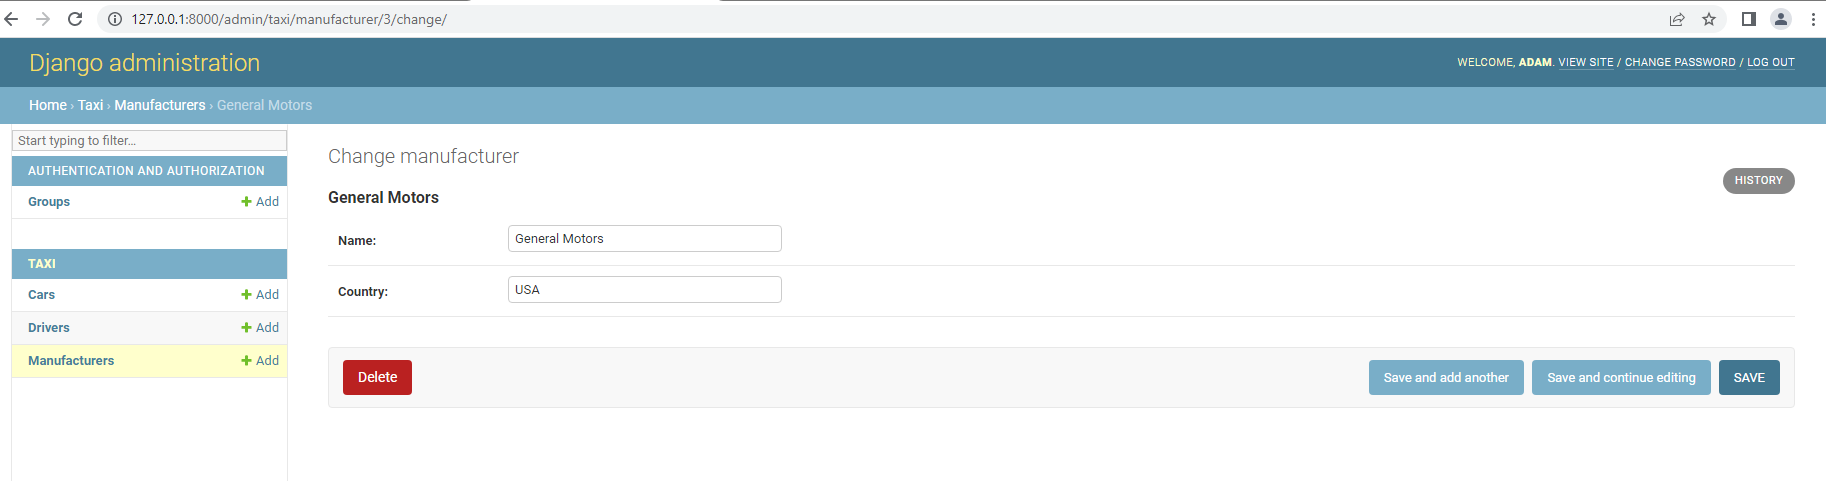 127.0.0.1:8000/admin/taxi/manufacturer/3/change/
Django administration
WELCOME, ADAM. VIEW SITE / CHANGE PASSWORD / LOG OUT
Home › Taxi › Manufacturers › General Motors
Start typing to filter...
AUTHENTICATION AND AUTHORIZATION
Groups + Add
TAXI
Cars + Add
Drivers + Add
Manufacturers + Add
Change manufacturer
HISTORY
General Motors
Name: General Motors
Country: USA
Delete Save and add another Save and continue editing SAVE